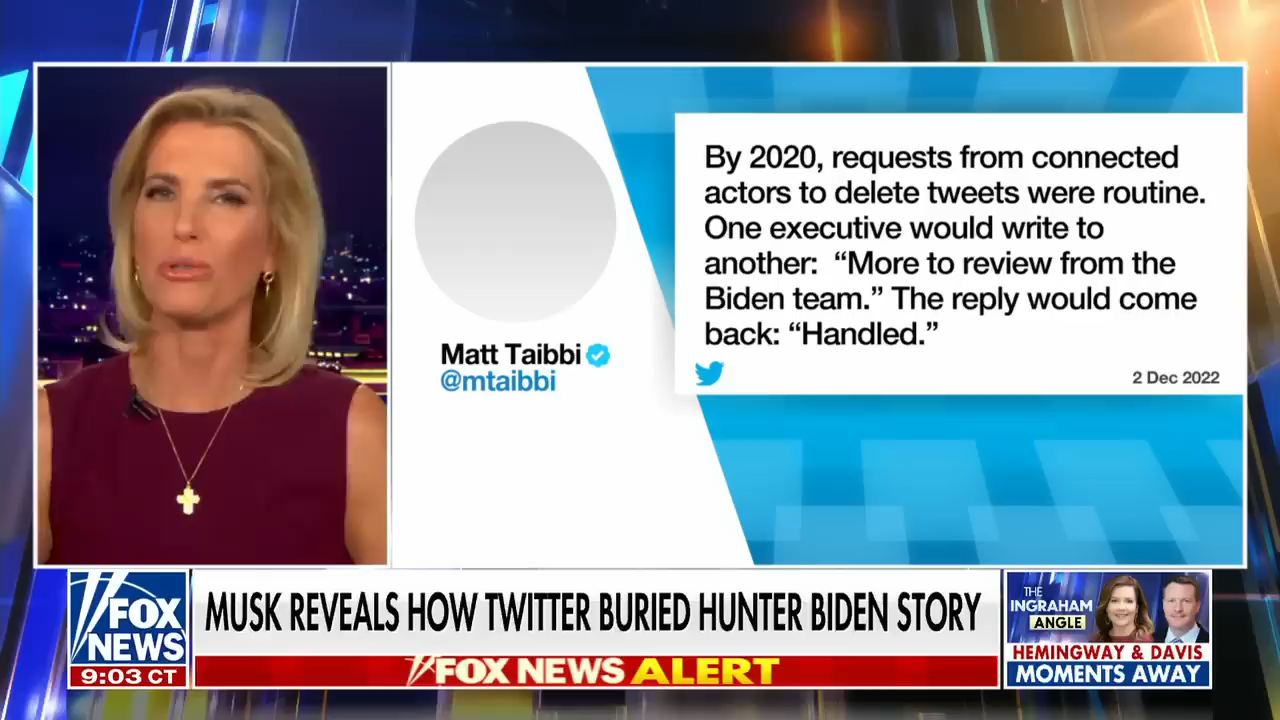 By 2020, requests from connected
actors to delete tweets were routine.
One executive would write to
another:  “More to review from the
Biden team.” The reply would come
back: “Handled.”
2 Dec 2022
Matt Taibbi
@mtaibbi
FOX
NEWS
9:03 CT
MUSK REVEALS HOW TWITTER BURIED HUNTER BIDEN STORY
FOX NEWS ALERT
THE
INGRAHAM
ANGLE
HEMINGWAY & DAVIS
MOMENTS AWAY